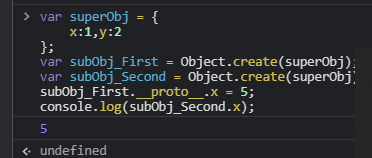 > var superObj = {
x:1,y:2
};
var subObj_First = Object.create(superObj);
var subObj_Second = Object.create(superObj)
subObj_First.__proto__.x = 5;
console.log(subObj_Second.x);
5
undefined